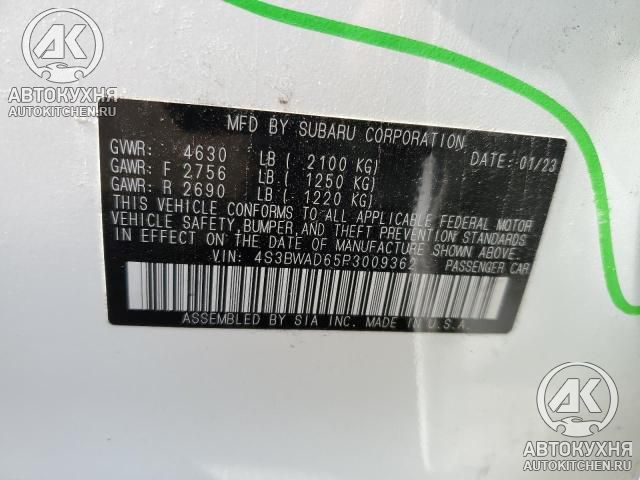 AK
АВТОКУХНЯ
AUTOKITCHEN.RU
MFD BY SUBARU CORPORATION
GVWR: 4630 LB ( 2100 KG) DATE: 01/23
GAWR: F 2756 LB ( 1250 KG)
GAWR: R 2690 LB ( 1220 KG)
THIS VEHICLE CONFORMS TO ALL APPLICABLE FEDERAL MOTOR
VEHICLE SAFETY, BUMPER, AND THEFT PREVENTION STANDARDS
IN EFFECT ON THE DATE OF MANUFACTURE SHOWN ABOVE.
VIN: 4S3BWAD65P3009362 PASSENGER CAR
ASSEMBLED BY SIA INC. MADE IN U.S.A.
AK
АВТОКУХНЯ
AUTOKITCHEN.RU